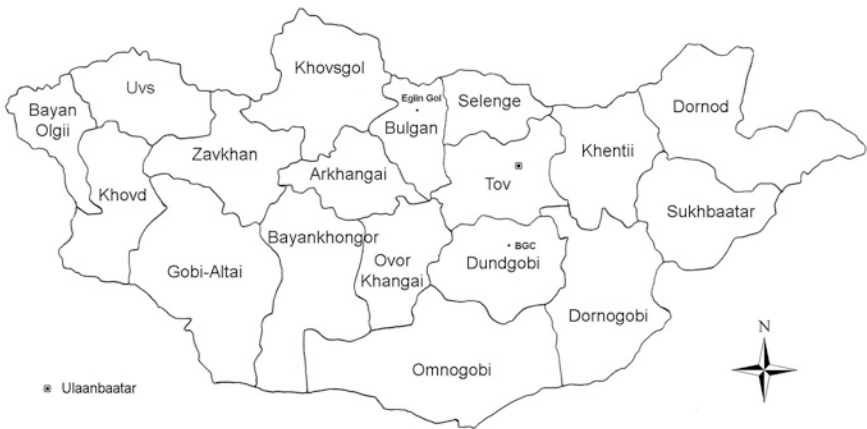 Khovsgol
Uvs
Bayan
Olgii
Eglin Gol
Selenge
Dornod
Bulgan
Zavkhan
Khentii
Arkhangai
Tov
Khovd
Sukhbaatar
Bayankhongor
BGC
Ovor
Khangai
Dundgobi
Gobi-Altai
Dornogobi
N
Omnogobi
Ulaanbaatar